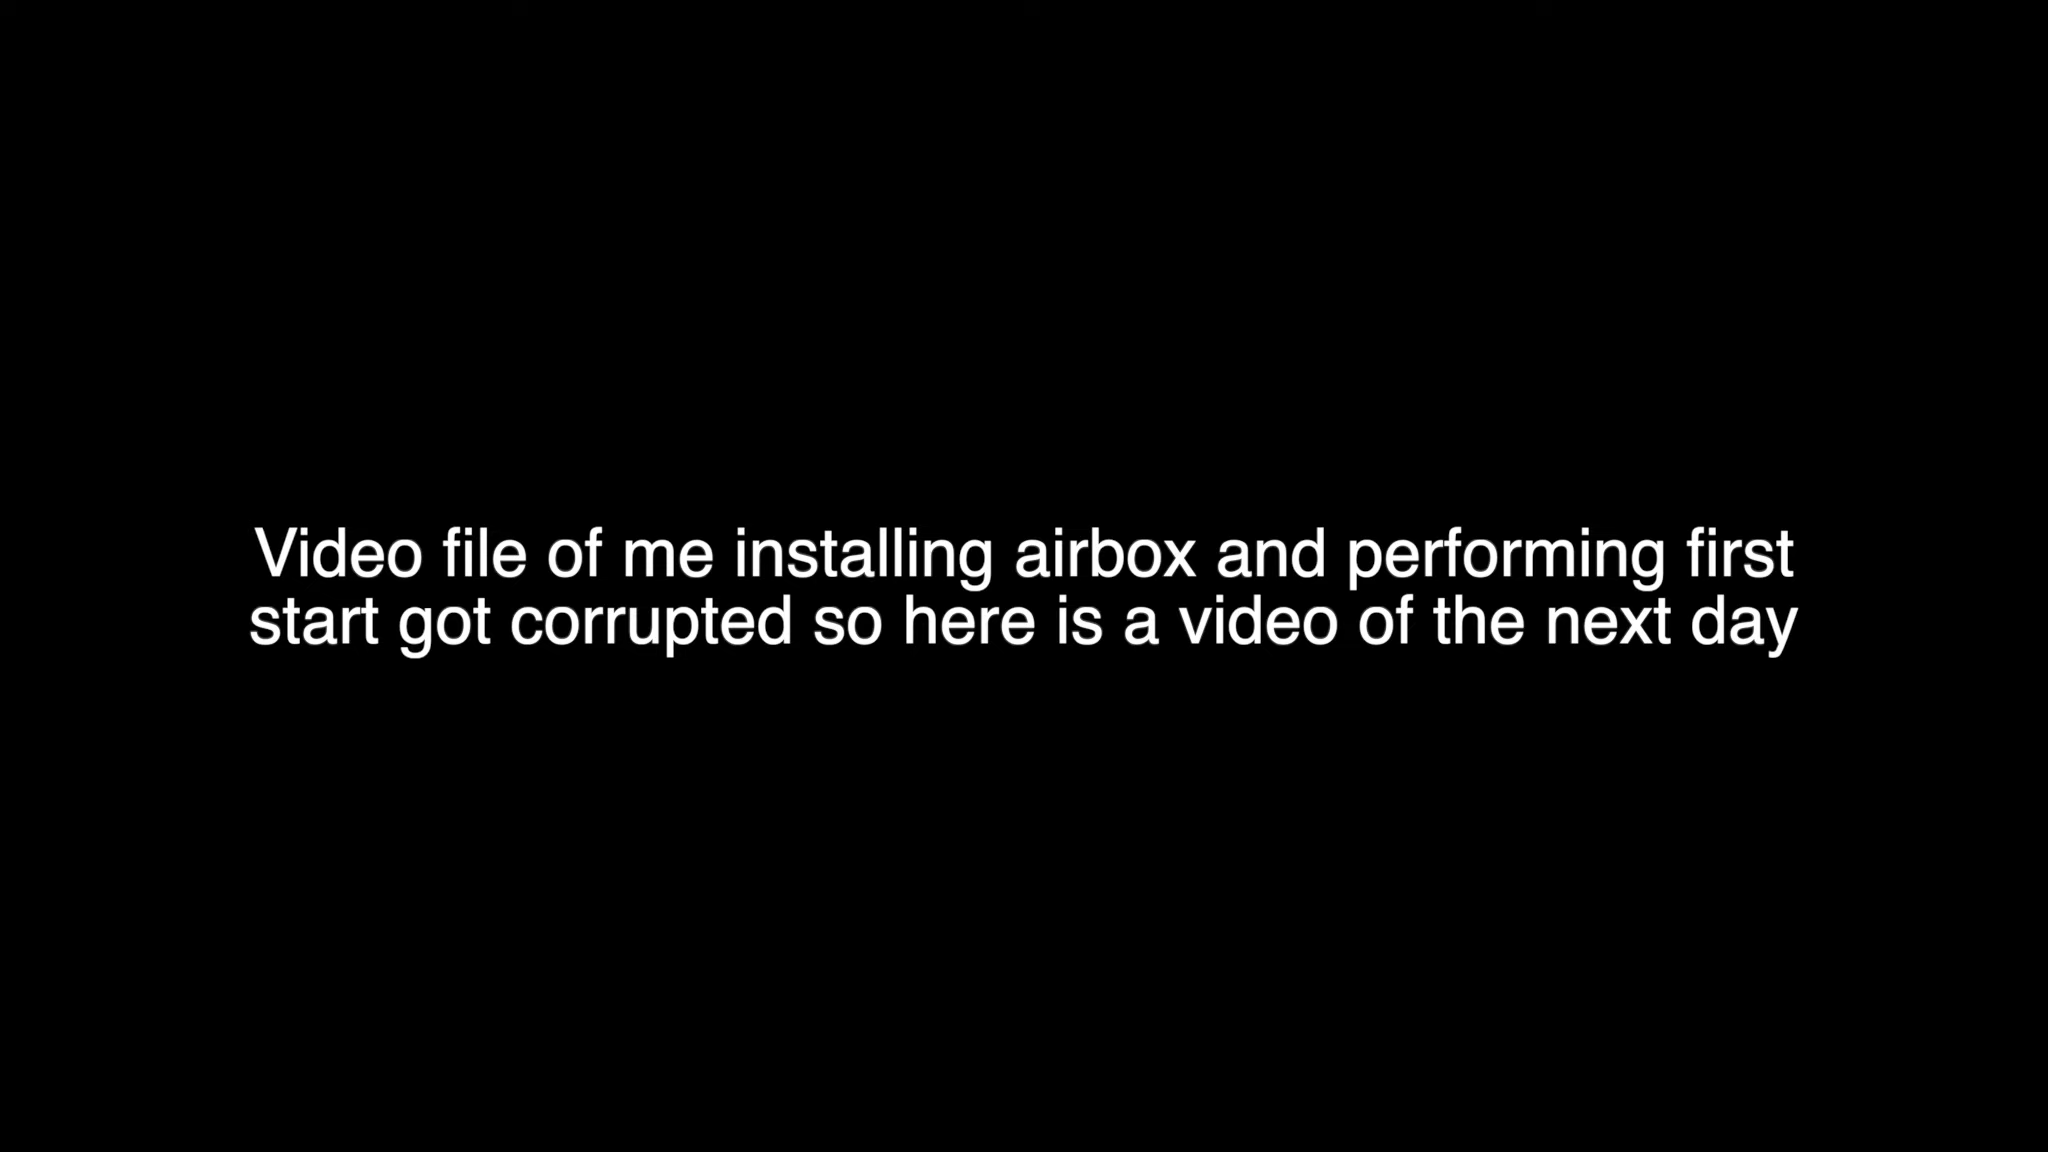 Video file of me installing airbox and performing first
start got corrupted so here is a video of the next day